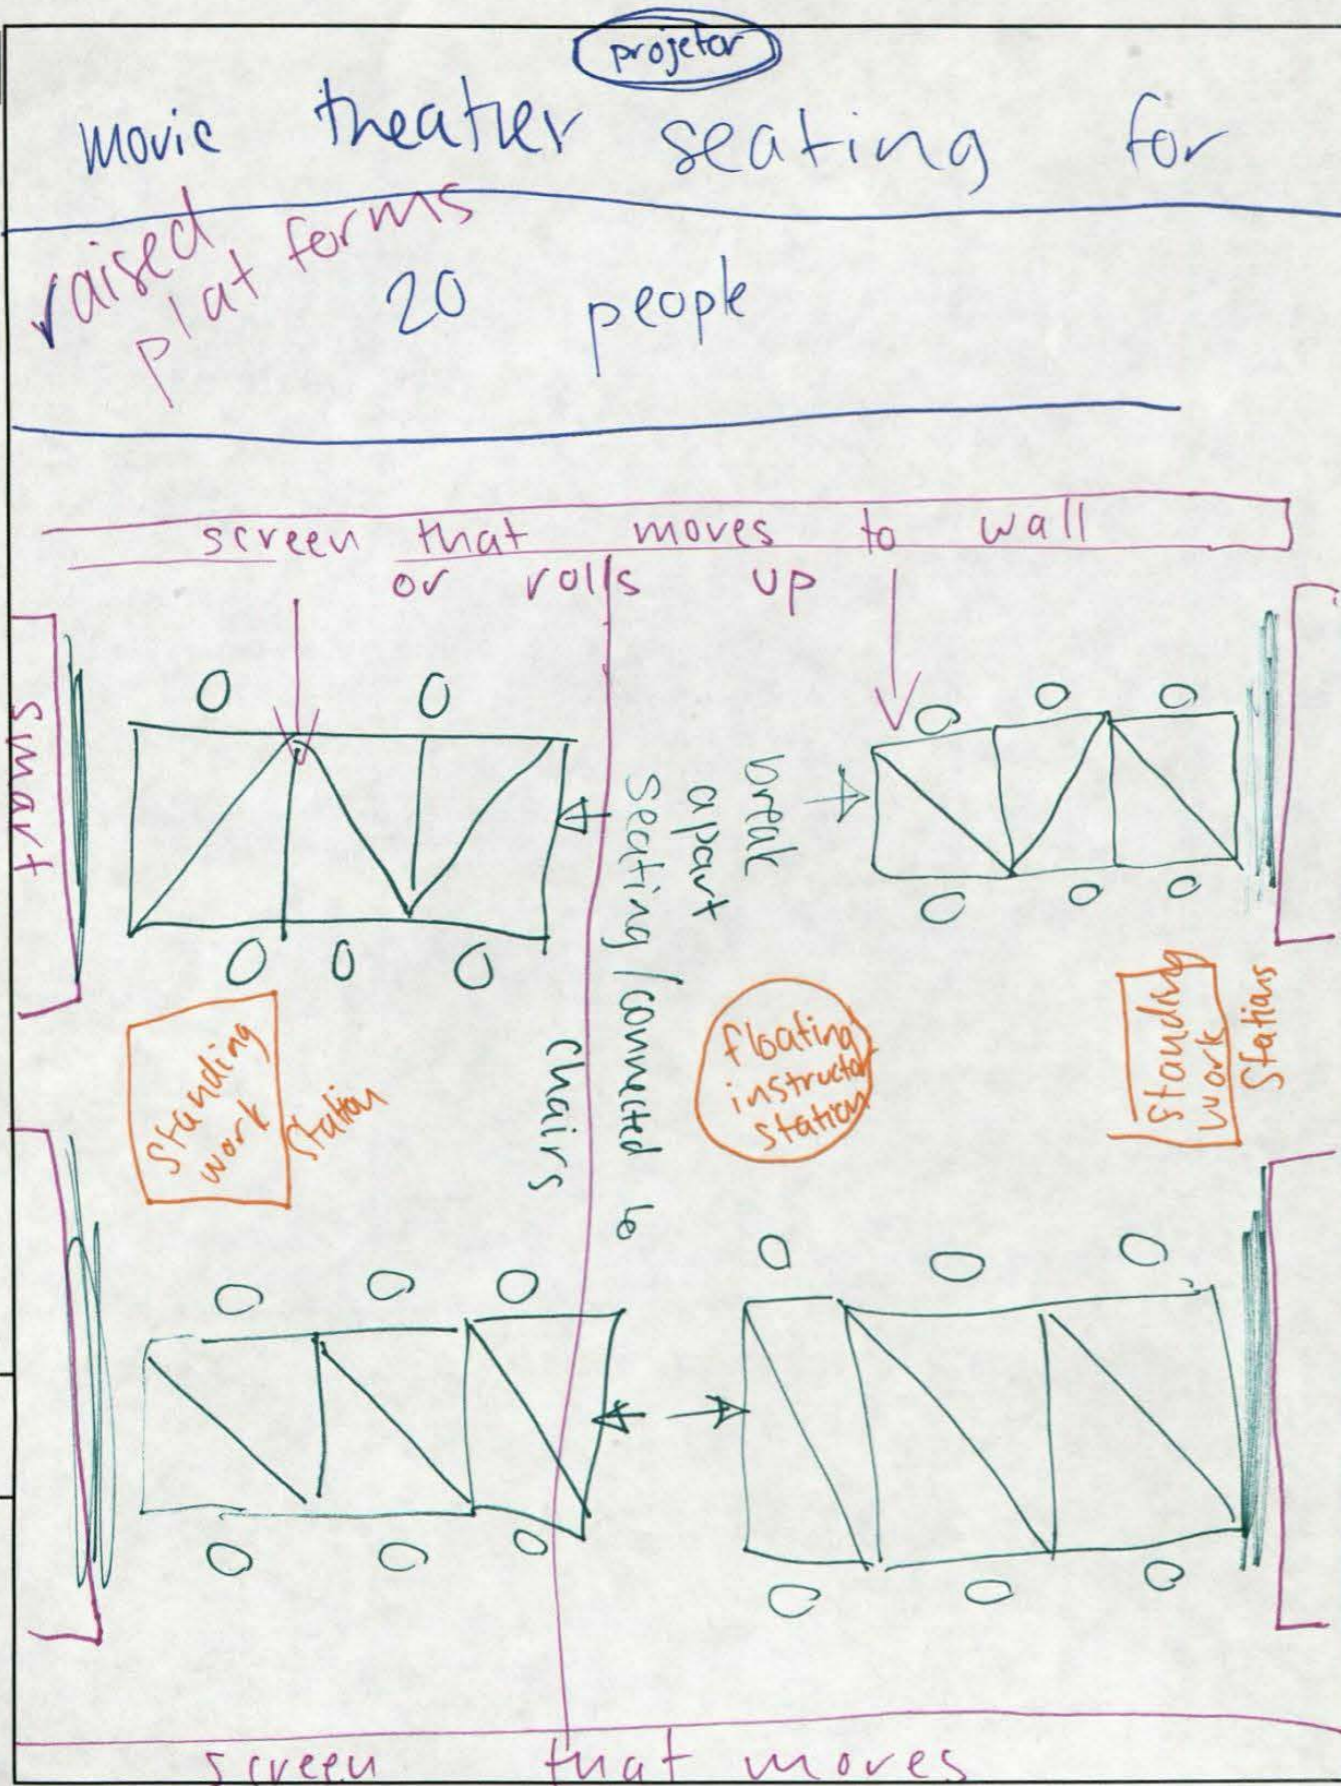 projetor
movie theatier seating for
raised
plat forms
20 people
screen that moves to wall
or rolls up
smart
break
apart
seating/connected to
chairs
standing
work
station
floating
instructor
station
standing
work
stations
screen that moves